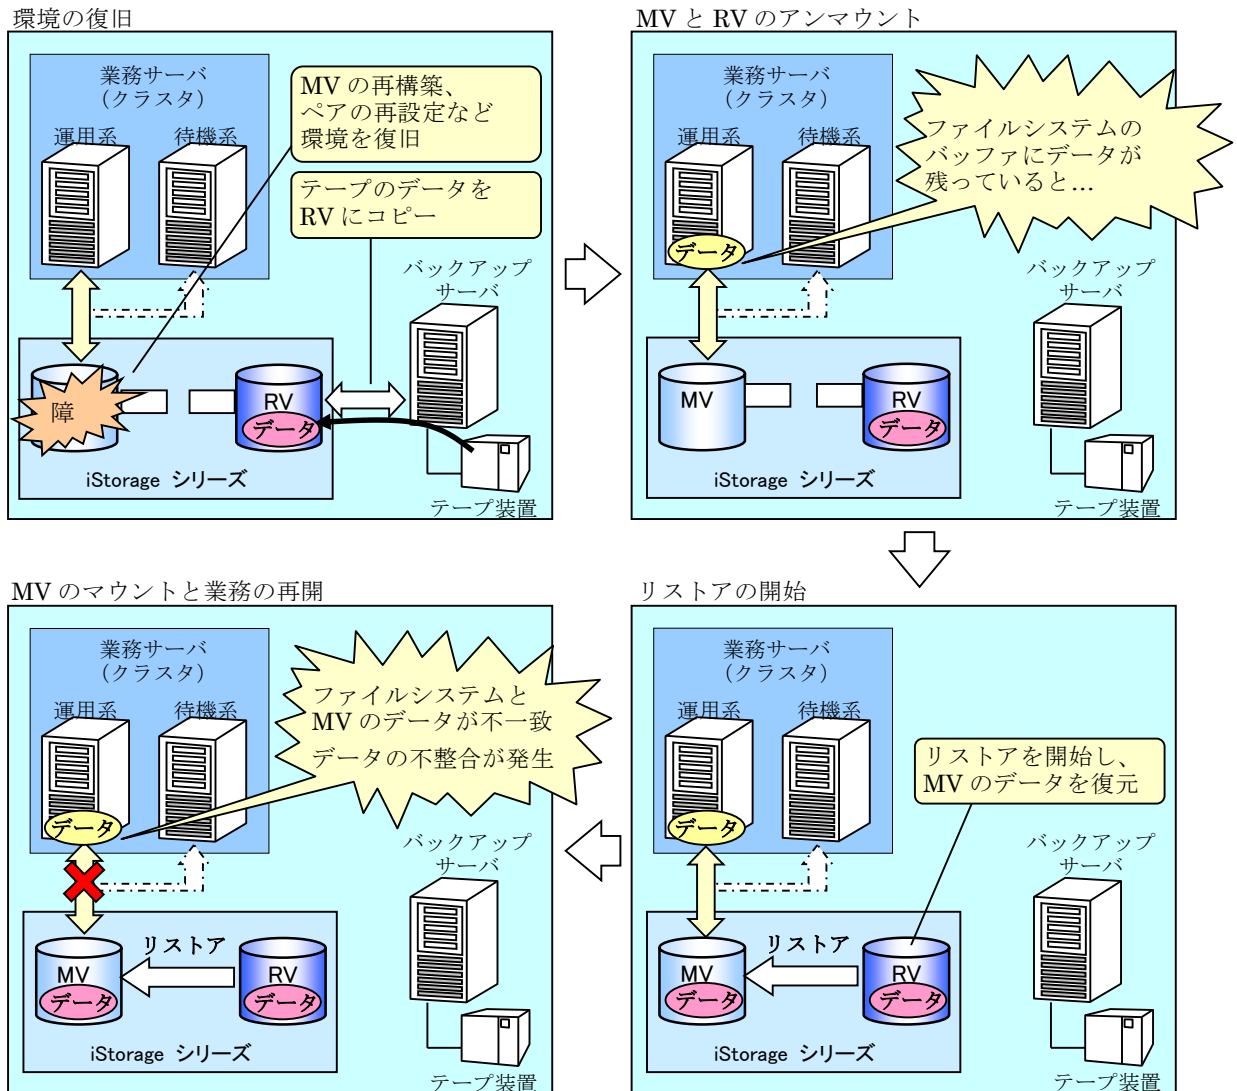 環境の復旧
業務サーバ
（クラスタ）
運用系
待機系
MV の再構築、
ペアの再設定など
環境を復旧
テープのデータを
RV にコピー
バックアップ
サーバ
障
RV
データ
iStorage シリーズ
テープ装置
MV と RV のアンマウント
業務サーバ
（クラスタ）
運用系
待機系
ファイルシステムの
バッファにデータが
残っていると…
データ
バックアップ
サーバ
MV
RV
データ
iStorage シリーズ
テープ装置
リストアの開始
業務サーバ
（クラスタ）
運用系
待機系
リストアを開始し、
MV のデータを復元
データ
バックアップ
サーバ
リストア
MV
データ
RV
データ
iStorage シリーズ
テープ装置
MV のマウントと業務の再開
業務サーバ
（クラスタ）
運用系
待機系
ファイルシステムと
MV のデータが不一致
データの不整合が発生
データ
バックアップ
サーバ
リストア
MV
データ
RV
データ
iStorage シリーズ
テープ装置